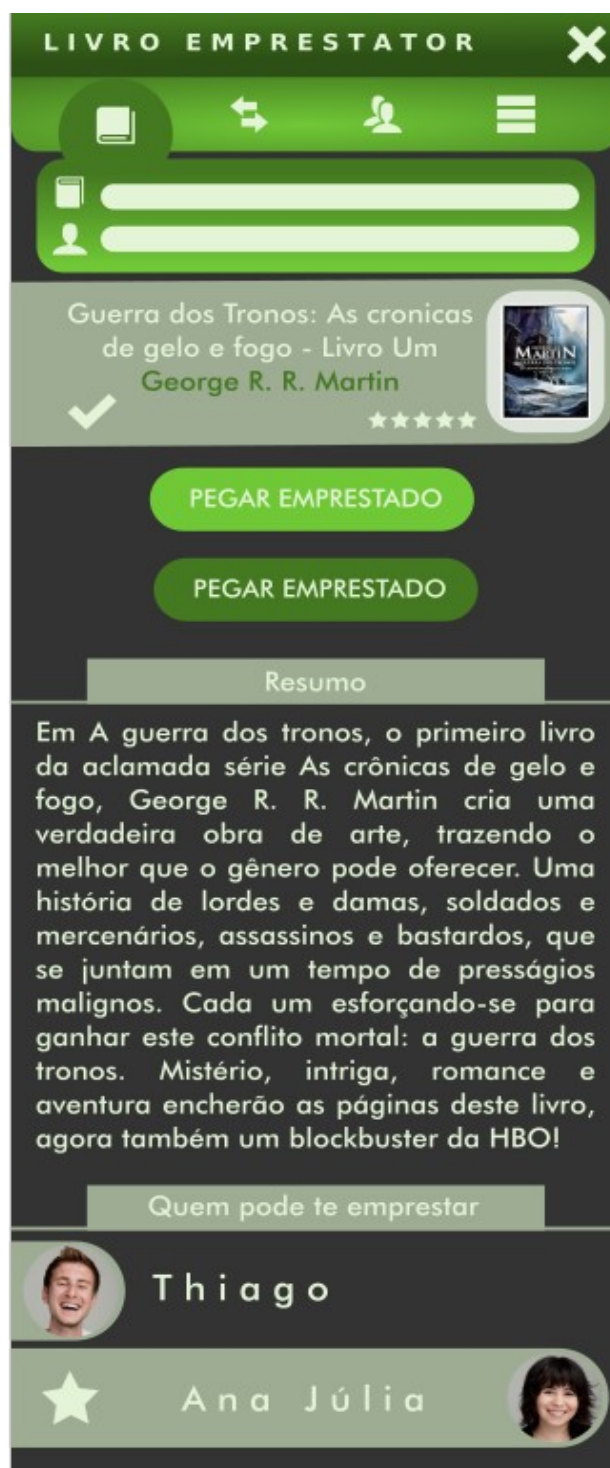 LIVRO EMPRESTATOR
Guerra dos Tronos: As cronicas
de gelo e fogo - Livro Um
George R. R. Martin
MARTIN
PEGAR EMPRESTADO
PEGAR EMPRESTADO
Resumo
Em A guerra dos tronos, o primeiro livro
da aclamada série As crônicas de gelo e
fogo, George R. R. Martin cria uma
verdadeira obra de arte, trazendo o
melhor que o gênero pode oferecer. Uma
história de lordes e damas, soldados e
mercenários, assassinos e bastardos, que
se juntam em um tempo de presságios
malignos. Cada um esforçando-se para
ganhar este conflito mortal: a guerra dos
tronos. Mistério, intriga, romance e
aventura encherão as páginas deste livro,
agora também um blockbuster da HBO!
Quem pode te emprestar
Thiago
Ana Júlia